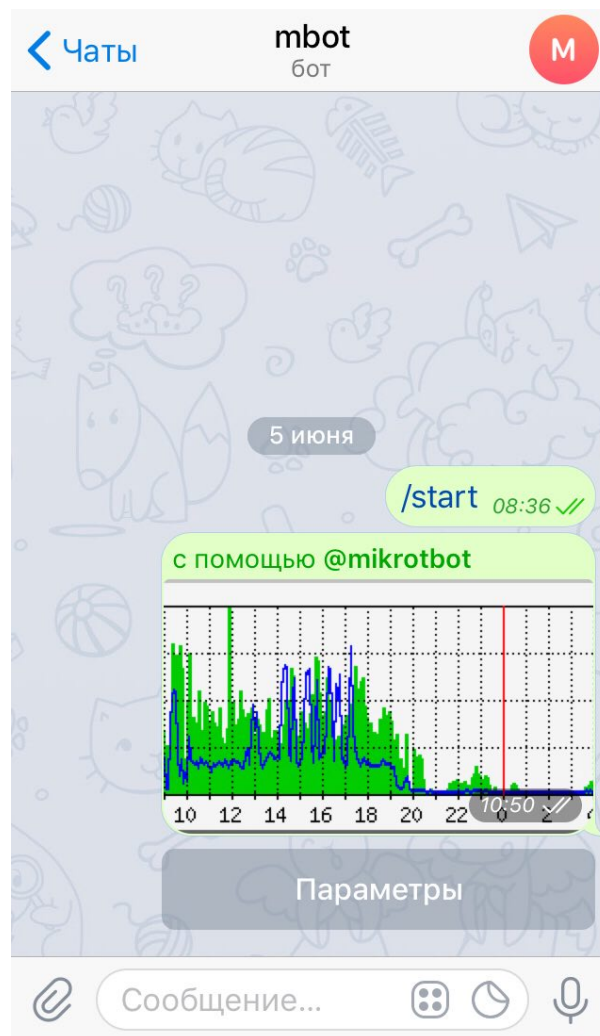 Чаты
mbot
бот
M
? ? ?
5 июня
/start 08:36
с помощью @mikrotbot
10 12 14 16 18 20 22 0 2
10:50
Параметры
Сообщение...